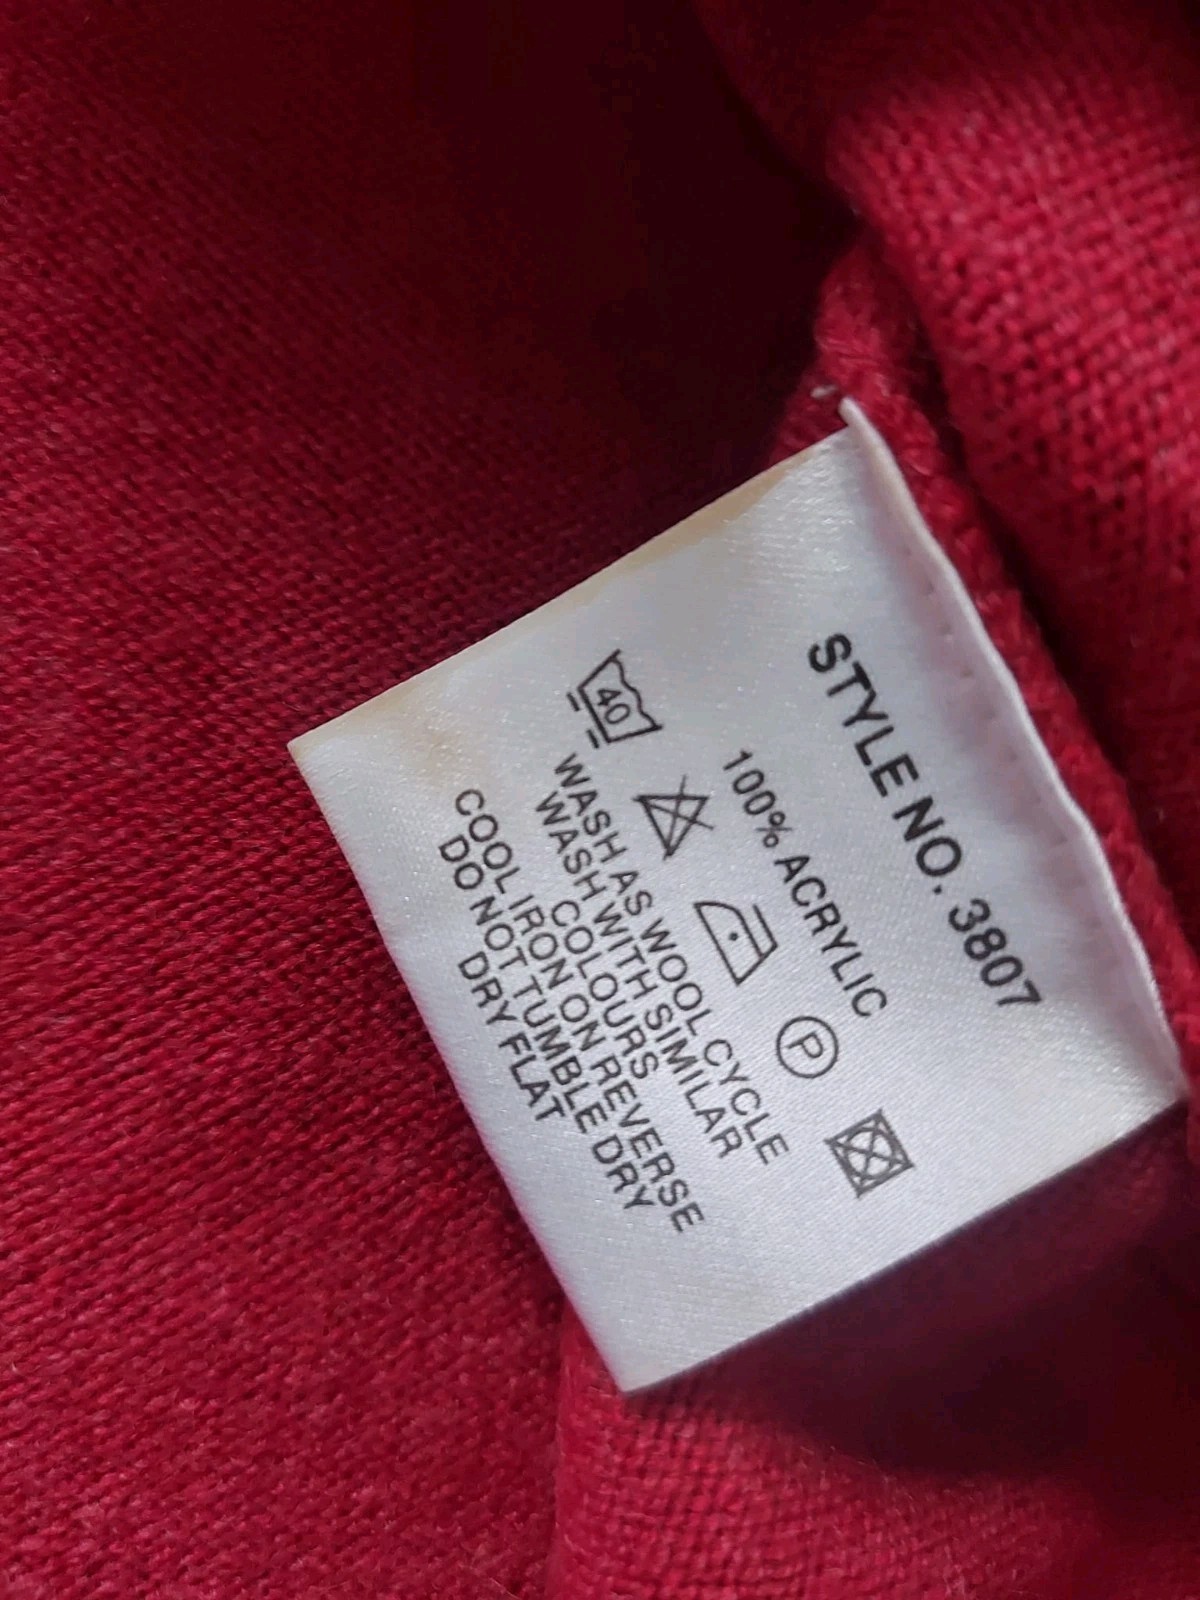 STYLE NO. 3807
100% ACRYLIC
40 P
WASH AS WOOL CYCLE
WASH WITH SIMILAR
COLOURS
COOL IRON ON REVERSE
DO NOT TUMBLE DRY
DRY FLAT